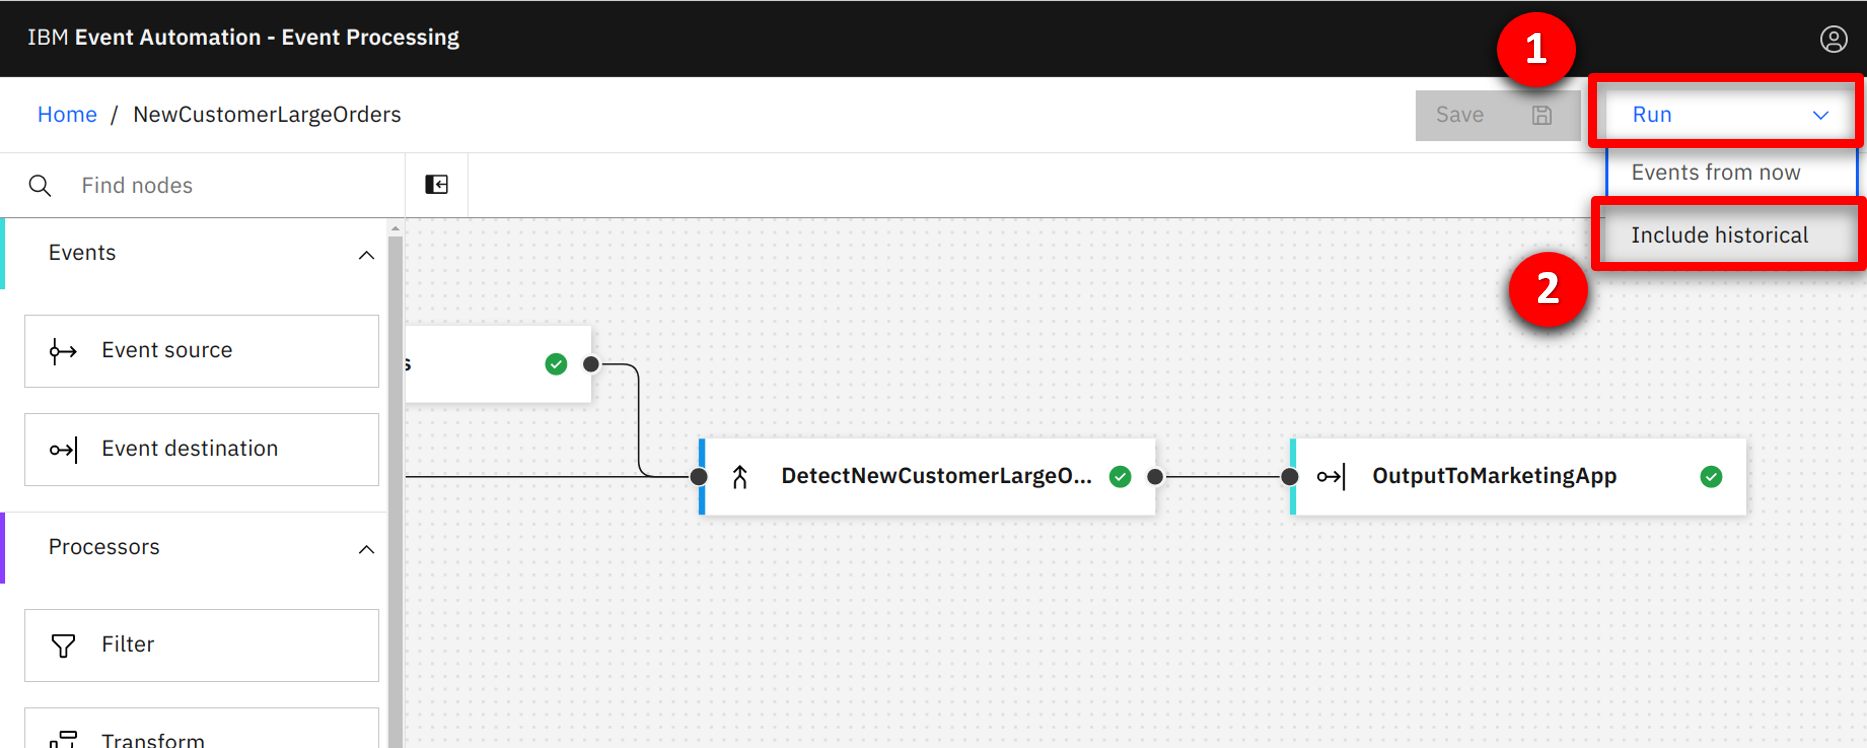 IBM Event Automation - Event Processing
1
Home / NewCustomerLargeOrders
Save
Run
Find nodes
Events from now
Include historical
2
Events
Event source
Event destination
s
DetectNewCustomerLargeO...
OutputToMarketingApp
Processors
Filter
Transform